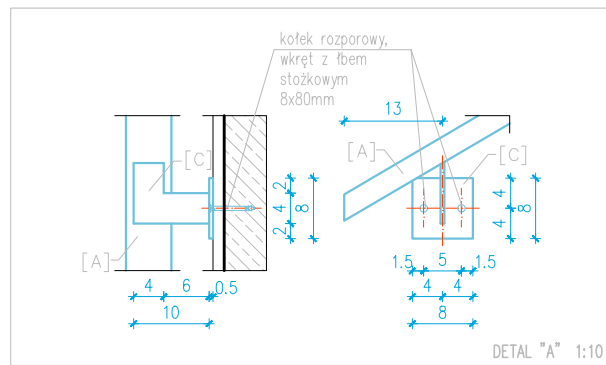 kołek rozporowy,
wkręt z łbem
stożkowym
8x80mm
13
[C]
[A]
[A]
[C]
2
4
2
8
4
4
8
4
6
0.5
10
1.5
5
1.5
4
4
8
DETAL "A" 1:10